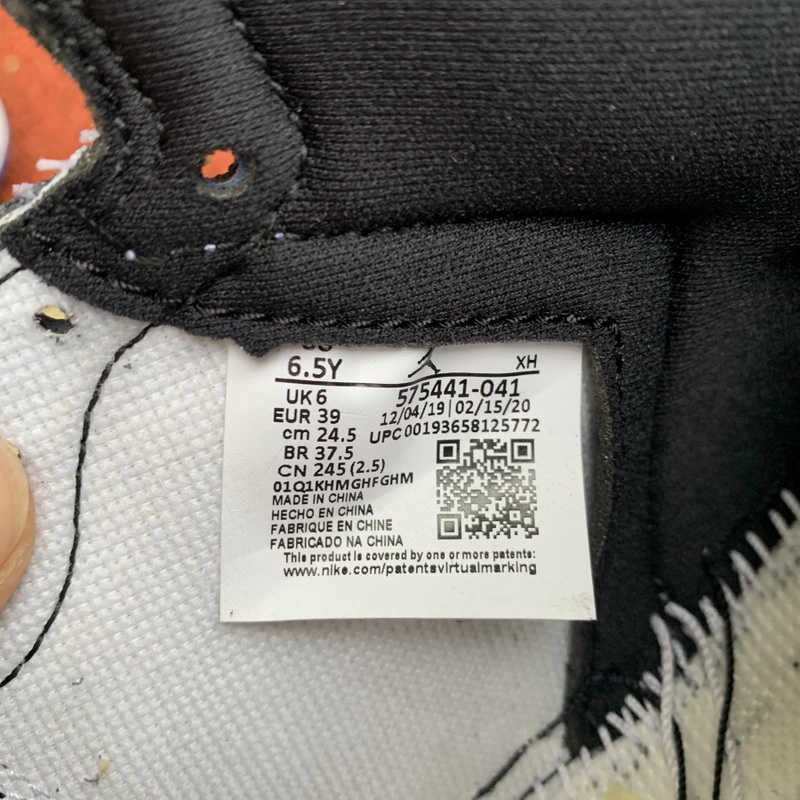 6.5Y XH
UK 6 575441-041
EUR 39 12/04/19 | 02/15/20
cm 24.5 UPC 00193658125772
BR 37.5
CN 245 (2.5)
01Q1KHMGHFGHM
MADE IN CHINA
HECHO EN CHINA
FABRIQUE EN CHINE
FABRICADO NA CHINA
This product is covered by one or more patents:
www.nike.com/patentsvirtualmarking